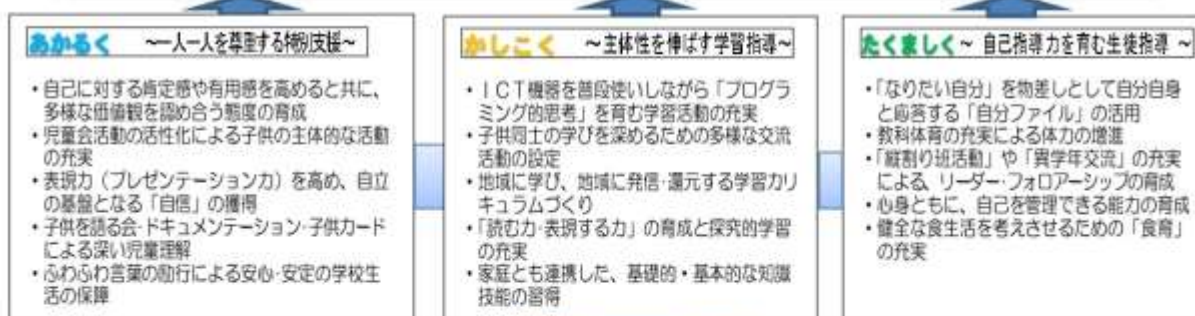 あかるく ～一人一人を尊重する特別支援～
・自己に対する肯定感や有用感を高めると共に、
多様な価値観を認め合う態度の育成
・児童会活動の活性化による子供の主体的な活動
の充実
・表現力（プレゼンテーション力）を高め、自立
の基盤となる「自信」の獲得
・子供を語る会・ドキュメンテーション・子供カード
による深い児童理解
・ふわふわ言葉の励行による安心・安定の学校生
活の保障
かしこく ～主体性を伸ばす学習指導～
・ＩＣＴ機器を普段使いしながら「プログラ
ミング的思考」を育む学習活動の充実
・子供同士の学びを深めるための多様な交流
活動の設定
・地域に学び、地域に発信・還元する学習カリ
キュラムづくり
・「読む力・表現する力」の育成と探究的学習
の充実
・家庭とも連携した、基礎的・基本的な知識
技能の習得
たくましく ～ 自己指導力を育む生徒指導 ～
・「なりたい自分」を物差しとして自分自身
と応答する「自分ファイル」の活用
・教科体育の充実による体力の増進
・「縦割り班活動」や「異学年交流」の充実
による、リーダー・フォロアーシップの育成
・心身ともに、自己を管理できる能力の育成
・健全な食生活を考えさせるための「食育」
の充実